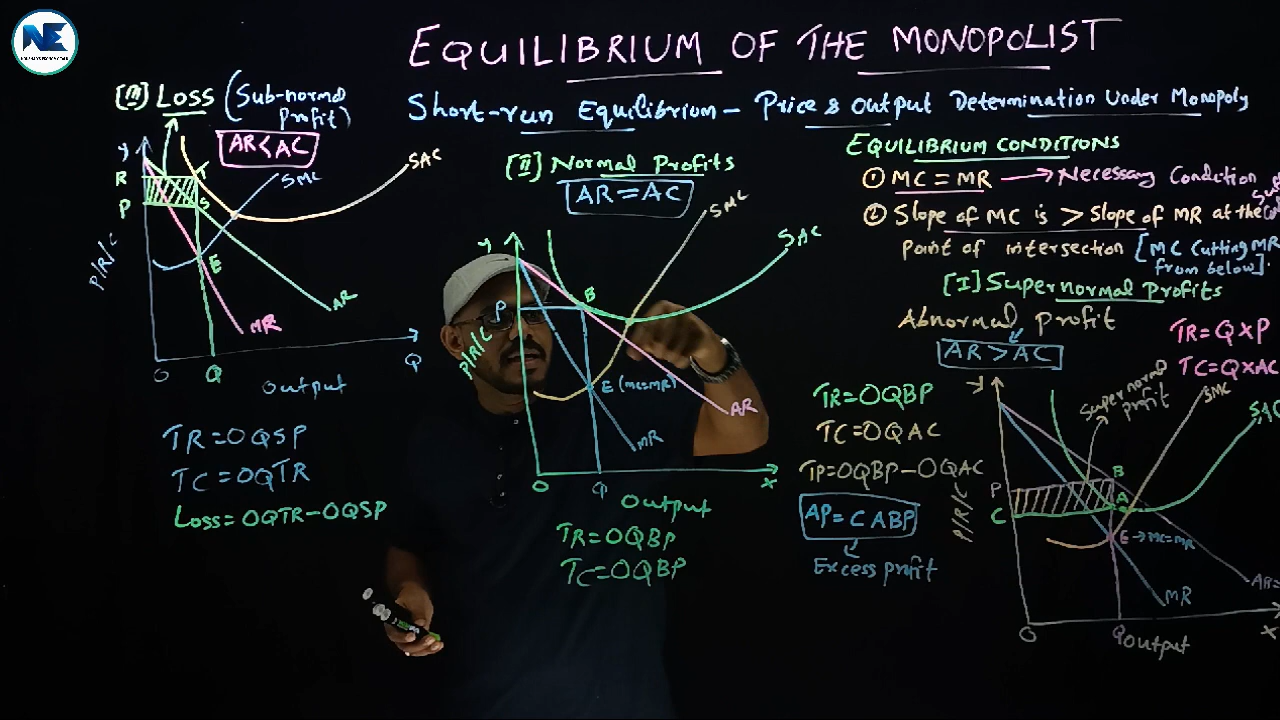 NE
EQUILIBRIUM OF THE MONOPOLIST
Short-run Equilibrium - Price & Output Determination Under Monopoly
[III] Loss (Sub-normal
profit)
AR < AC
Y
R
P
T
S
E
SMC
SAC
AR
MR
P/R/C
O
Q
Output
Q
TR = OQSP
TC = OQTR
Loss = OQTR - OQSP
[II] Normal Profits
AR = AC
Y
SMC
SAC
P
B
P/R/C
E (MC=MR)
AR
MR
O
Q
Output
X
TR = OQBP
TC = OQBP
EQUILIBRIUM CONDITIONS
① MC = MR → Necessary Condition
② Slope of MC is > Slope of MR at the
Point of intersection [MC Cutting MR
from below]
[I] Supernormal Profits
Abnormal profit
AR > AC
TR = Q X P
TC = Q X AC
TR = OQBP
TC = OQAC
TP = OQBP - OQAC
AP = CABP
Excess profit
Y
Supernormal
profit
SMC
SAC
P
C
B
A
P/R/C
E → MC=MR
AR=
MR
O
Q
Output
X